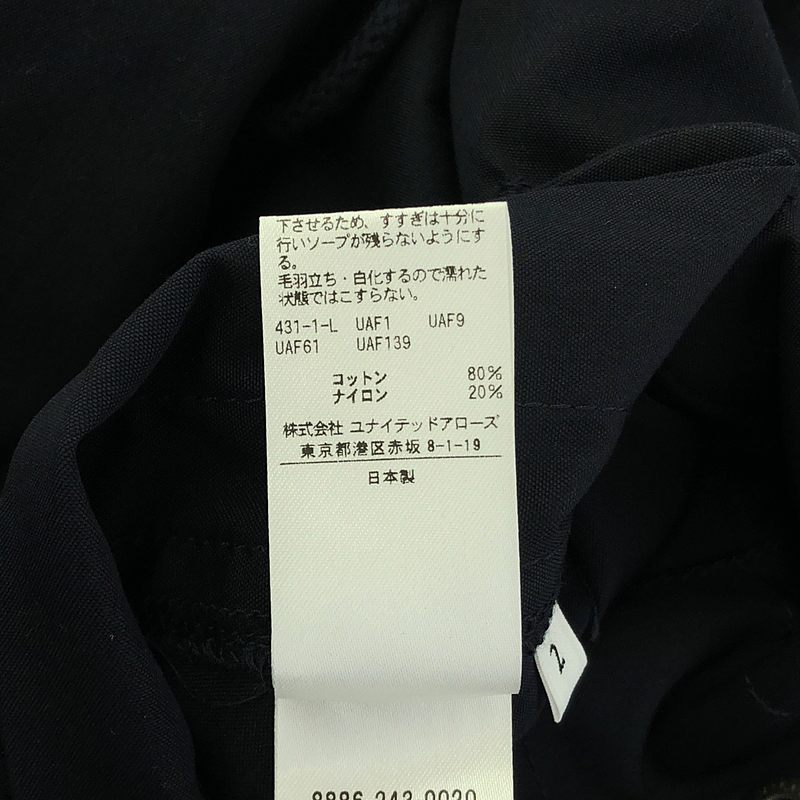 下させるため、すすぎは十分に
行いソープが残らないようにす
る。
毛羽立ち・白化するので濡れた
状態ではこすらない。
431-1-L UAF1 UAF9
UAF61 UAF139
コットン 80%
ナイロン 20%
株式会社 ユナイテッドアローズ
東京都港区赤坂 8-1-19
日本製
2